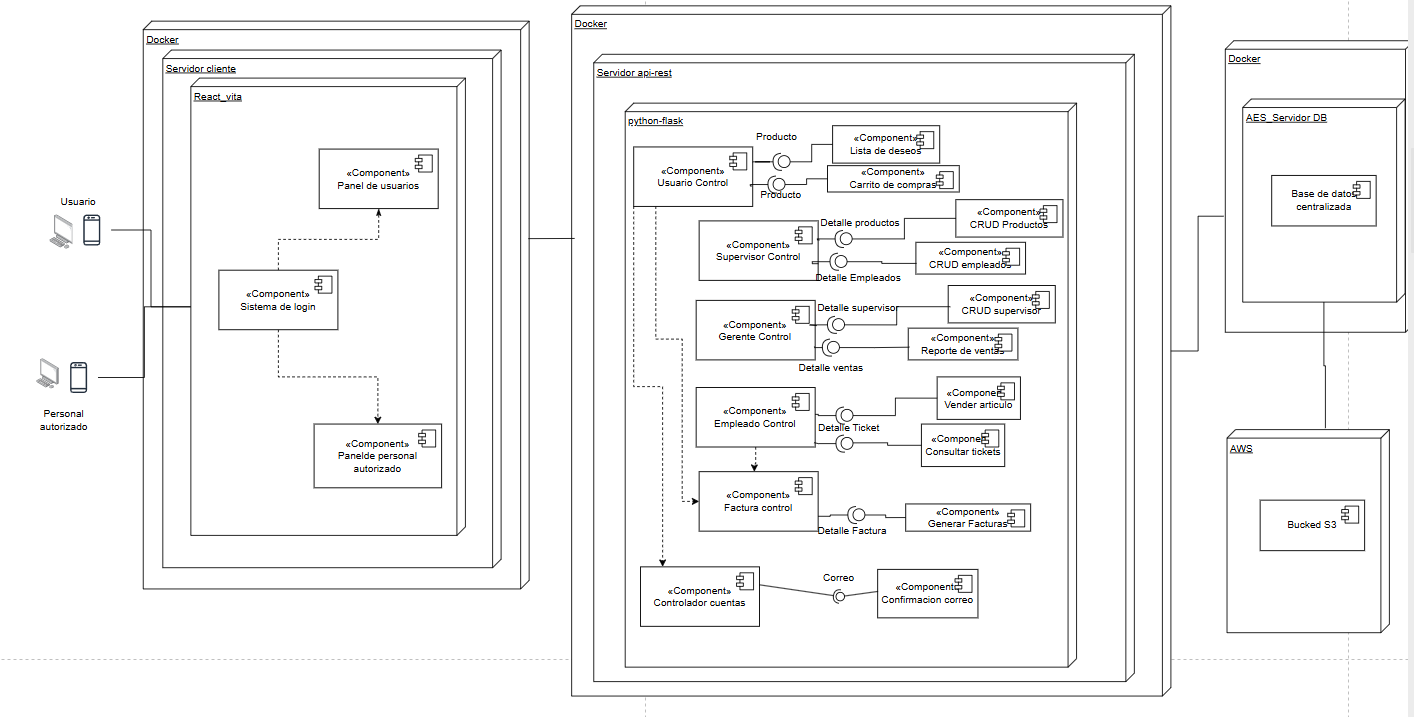 Usuario
Personal
autorizado
Docker
Servidor cliente
React_vita
«Component»
Panel de usuarios
«Component»
Sistema de login
«Component»
Panelde personal
autorizado
Docker
Servidor api-rest
python-flask
«Component»
Usuario Control
Producto
«Component»
Lista de deseos
Producto
«Component»
Carrito de compras
«Component»
Supervisor Control
Detalle productos
«Component»
CRUD Productos
Detalle Empleados
«Component»
CRUD empleados
«Component»
Gerente Control
Detalle supervisor
«Component»
CRUD supervisor
Detalle ventas
«Component»
Reporte de ventas
«Component»
Empleado Control
Detalle Ticket
«Component»
Vender articulo
«Component»
Consultar tickets
«Component»
Factura control
Detalle Factura
«Component»
Generar Facturas
«Component»
Controlador cuentas
Correo
«Component»
Confirmacion correo
Docker
AES_Servidor DB
Base de datos
centralizada
AWS
Bucked S3